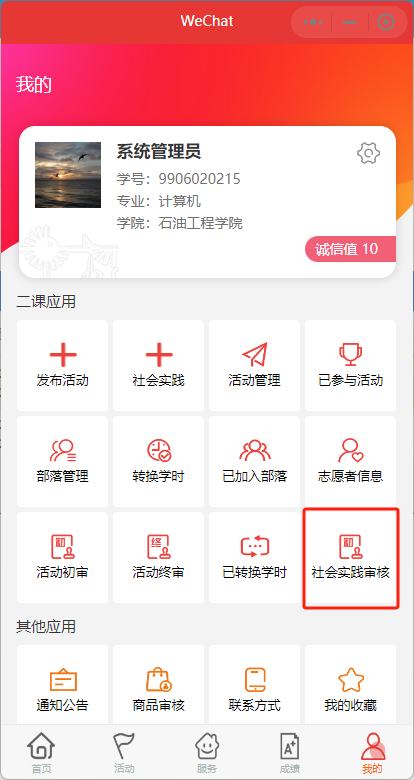 WeChat
我的
系统管理员
学号：9906020215
专业：计算机
学院：石油工程学院
诚信值 10
二课应用
发布活动 社会实践 活动管理 已参与活动
部落管理 转换学时 已加入部落 志愿者信息
初 终 初
活动初审 活动终审 已转换学时 社会实践审核
其他应用
通知公告 商品审核 联系方式 我的收藏
A+
首页 活动 服务 成绩 我的